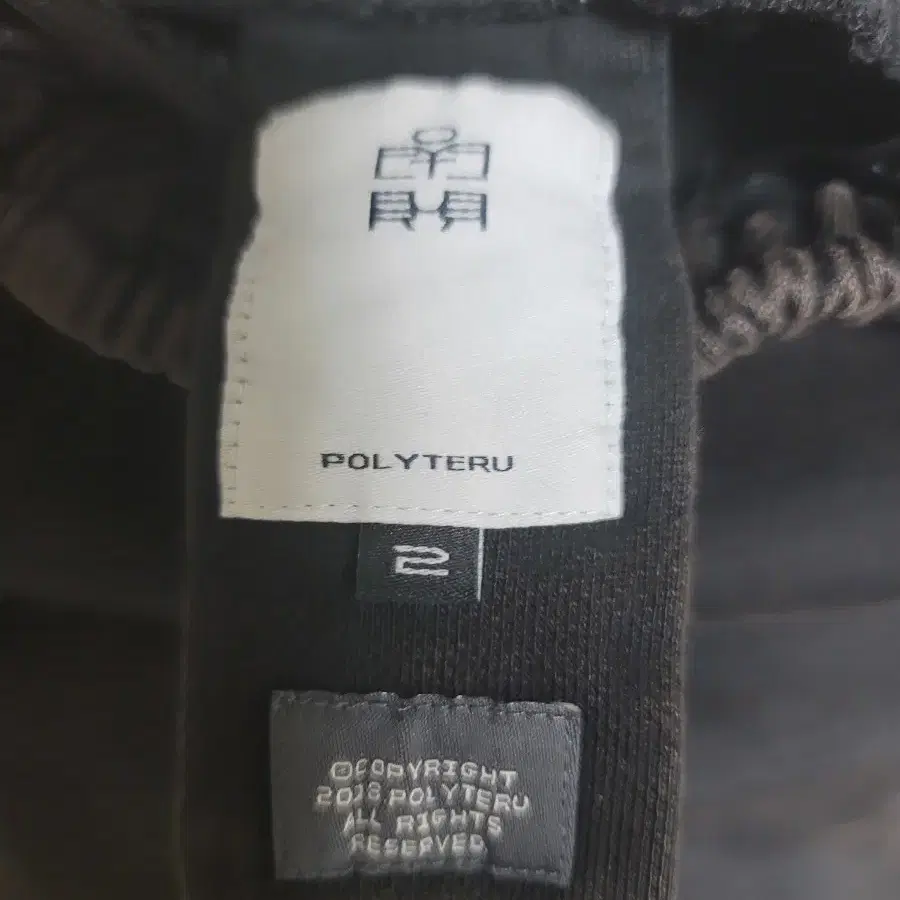 POLYTERU
2
©COPYRIGHT
2018 POLYTERU
ALL RIGHTS
RESERVED